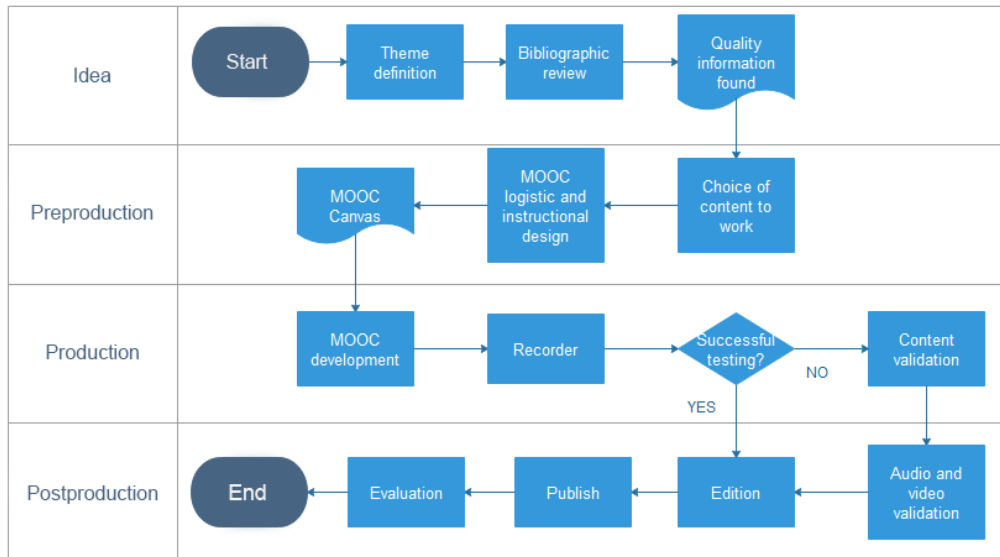 Idea
Start
Theme
definition
Bibliographic
review
Quality
information
found
Preproduction
MOOC
Canvas
MOOC
logistic and
instructional
design
Choice of
content to
work
Production
MOOC
development
Recorder
Successful
testing?
NO
YES
Content
validation
Postproduction
End
Evaluation
Publish
Edition
Audio and
video
validation